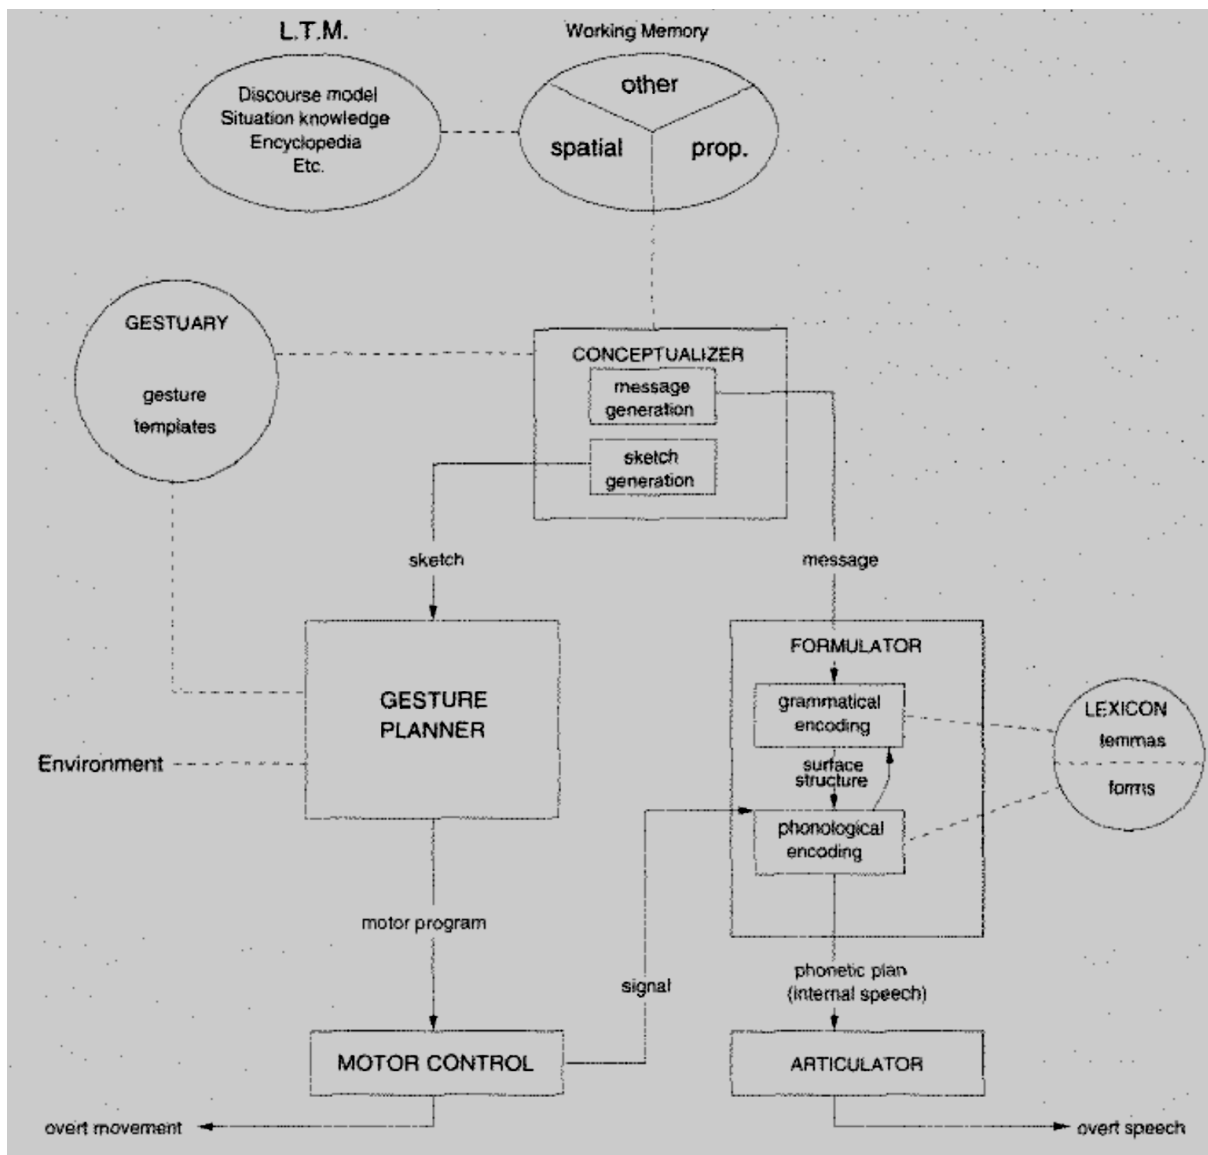 L.T.M.
Working Memory
Discourse model
Situation knowledge
Encyclopedia
Etc.
other
spatial
prop.
GESTUARY
gesture
templates
CONCEPTUALIZER
message
generation
sketch
generation
sketch
message
GESTURE
PLANNER
Environment
FORMULATOR
grammatical
encoding
surface
structure
phonological
encoding
LEXICON
lemmas
forms
motor program
signal
phonetic plan
(internal speech)
MOTOR CONTROL
ARTICULATOR
overt movement
overt speech